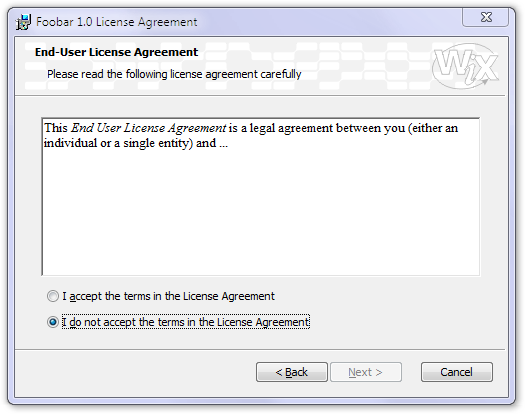 Foobar 1.0 License Agreement
End-User License Agreement
Please read the following license agreement carefully
WiX
This End User License Agreement is a legal agreement between you (either an
individual or a single entity) and ...
I accept the terms in the License Agreement
I do not accept the terms in the License Agreement
< Back Next > Cancel